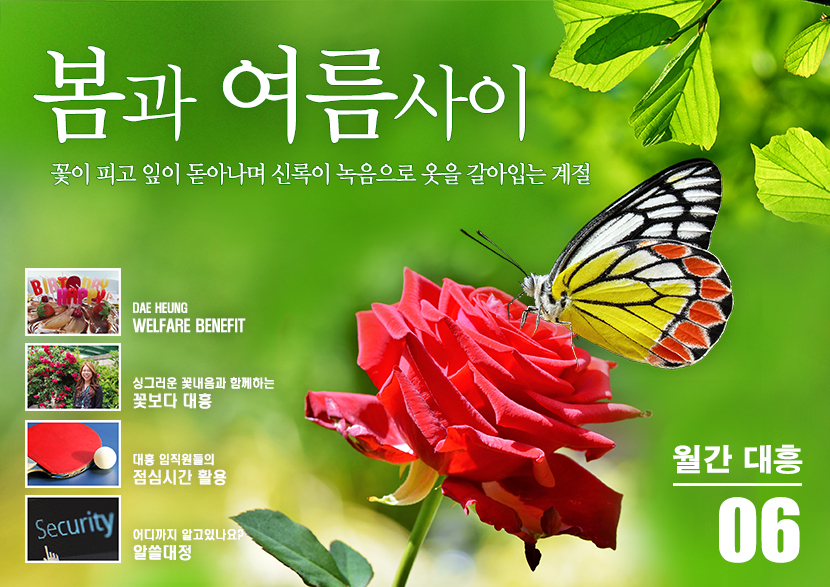 봄과 여름사이
꽃이 피고 잎이 돋아나며 신록이 녹음으로 옷을 갈아입는 계절
BIRTHDAY
HAPPY
DAE HEUNG
WELFARE BENEFIT
싱그러운 꽃내음과 함께하는
꽃보다 대흥
대흥 임직원들의
점심시간 활용
Security
어디까지 알고있나요?
알쓸대정
월간 대흥
06